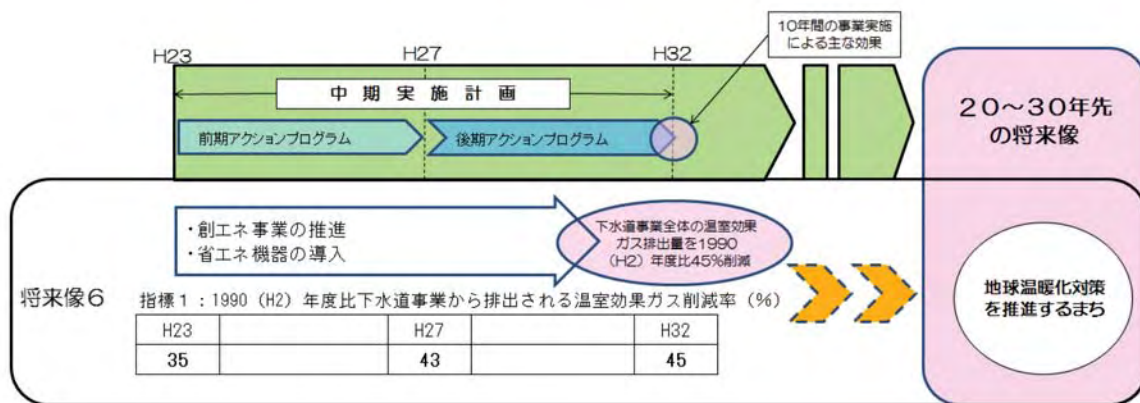 H23
H27
H32
10年間の事業実施
による主な効果
中期実施計画
前期アクションプログラム
後期アクションプログラム
20～30年先
の将来像
将来像6
・創エネ事業の推進
・省エネ機器の導入
下水道事業全体の温室効果
ガス排出量を1990
（H2）年度比45%削減
指標1：1990（H2）年度比下水道事業から排出される温室効果ガス削減率（%）
H23 H27 H32
35 43 45
地球温暖化対策
を推進するまち